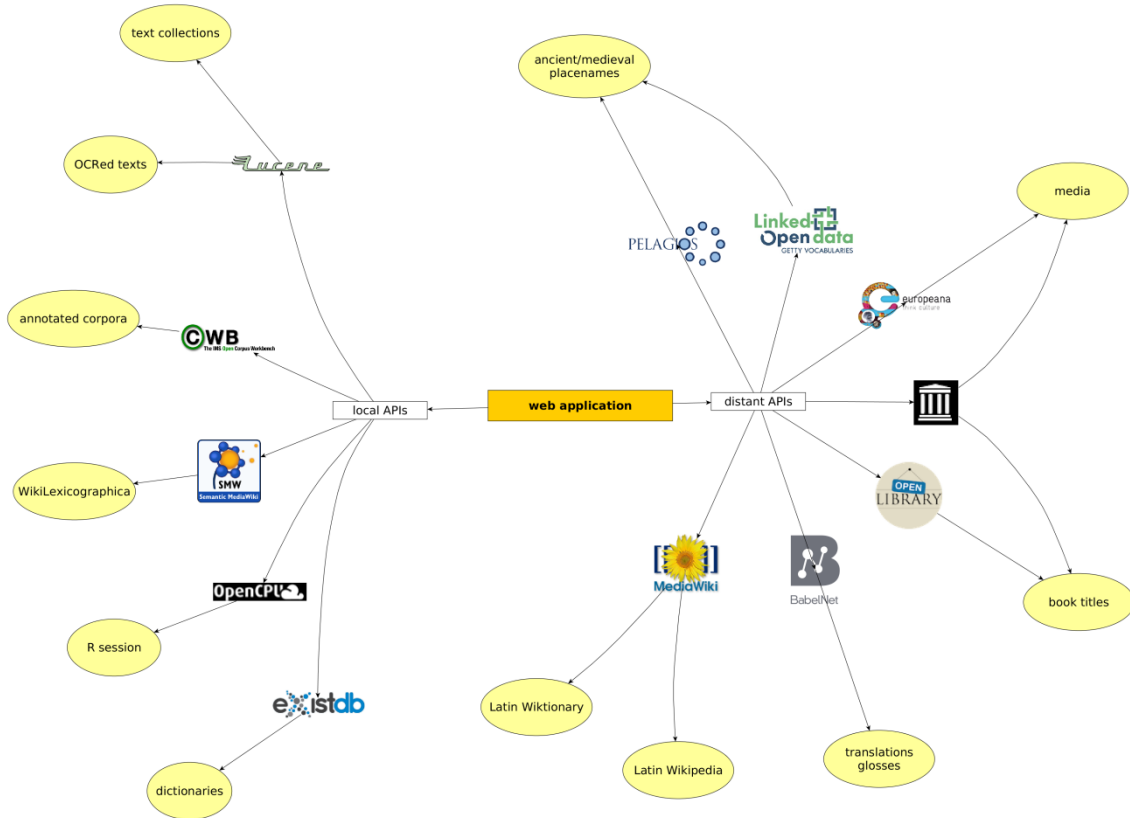 text collections
ancient/medieval
placenames
OCRed texts
Lucene
media
PELAGIOS
Linked
Open data
GETTY VOCABULARIES
europeana
annotated corpora
CWB
The IMS Open Corpus Workbench
local APIs
web application
distant APIs
SMW
Semantic MediaWiki
WikiLexicographica
OPEN
LIBRARY
OpenCPU
[[MediaWiki]]
BabelNet
book titles
R session
existdb
Latin Wiktionary
translations
glosses
Latin Wikipedia
dictionaries